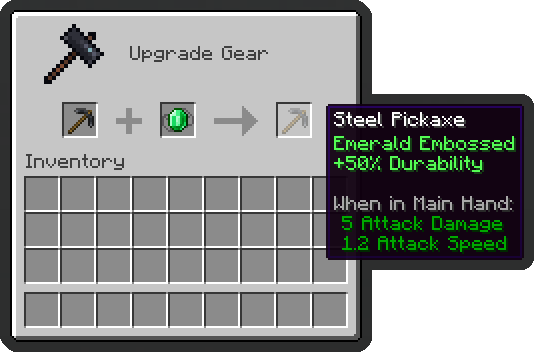 Upgrade Gear
Inventory
Steel Pickaxe
Emerald Embossed
+50% Durability
When in Main Hand:
5 Attack Damage
1.2 Attack Speed